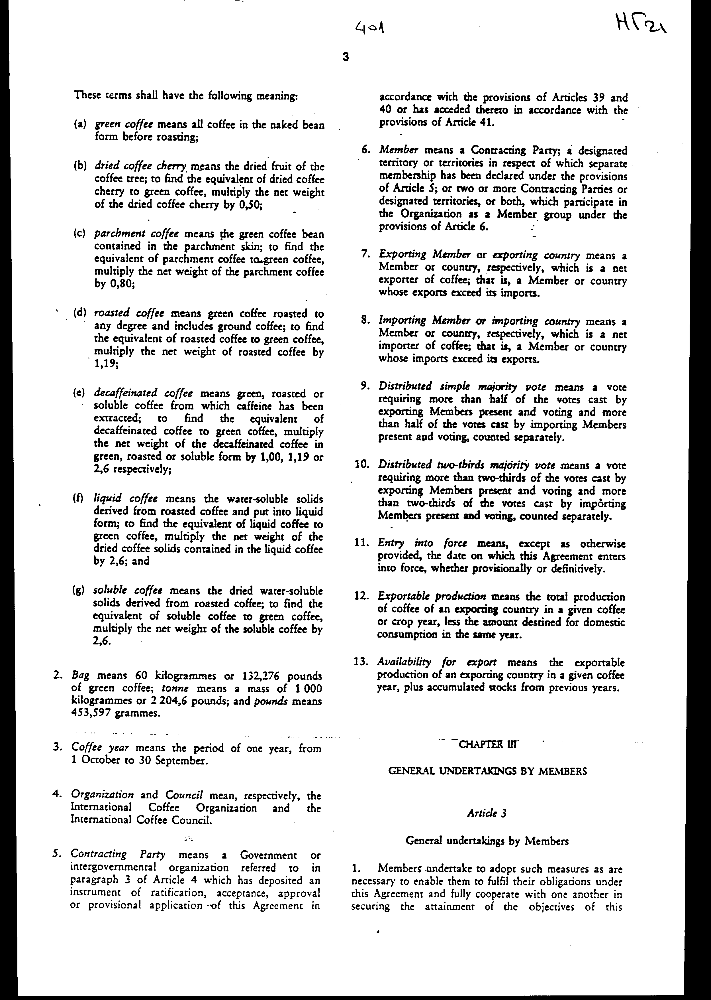 401
3
These terms shall have the following meaning:
(a) green coffee means all coffee in the naked bean
form before roasting;
(b) dried coffee cherry means the dried fruit of the
coffee tree; to find the equivalent of dried coffee
cherry to green coffee, multiply the net weight
of the dried coffee cherry by 0,50;
(c) parchment coffee means the green coffee bean
contained in the parchment skin; to find the
equivalent of parchment coffee to green coffee,
multiply the net weight of the parchment coffee
by 0,80;
(d) roasted coffee means green coffee roasted to
any degree and includes ground coffee; to find
the equivalent of roasted coffee to green coffee,
multiply the net weight of roasted coffee by
1,19;
(e) decaffeinated coffee means green, roasted or
soluble coffee from which caffeine has been
extracted; to find the equivalent of
decaffeinated coffee to green coffee, multiply
the net weight of the decaffeinated coffee in
green, roasted or soluble form by 1,00, 1,19 or
2,6 respectively;
(f) liquid coffee means the water-soluble solids
derived from roasted coffee and put into liquid
form; to find the equivalent of liquid coffee to
green coffee, multiply the net weight of the
dried coffee solids contained in the liquid coffee
by 2,6; and
(g) soluble coffee means the dried water-soluble
solids derived from roasted coffee; to find the
equivalent of soluble coffee to green coffee,
multiply the net weight of the soluble coffee by
2,6.
2. Bag means 60 kilogrammes or 132,276 pounds
of green coffee; tonne means a mass of 1 000
kilogrammes or 2 204,6 pounds; and pounds means
453,597 grammes.
3. Coffee year means the period of one year, from
1 October to 30 September.
4. Organization and Council mean, respectively, the
International Coffee Organization and the
International Coffee Council.
5. Contracting Party means a Government or
intergovernmental organization referred to in
paragraph 3 of Article 4 which has deposited an
instrument of ratification, acceptance, approval
or provisional application of this Agreement in
accordance with the provisions of Articles 39 and
40 or has acceded thereto in accordance with the
provisions of Article 41.
6. Member means a Contracting Party; a designated
territory or territories in respect of which separate
membership has been declared under the provisions
of Article 5; or two or more Contracting Parties or
designated territories, or both, which participate in
the Organization as a Member group under the
provisions of Article 6.
7. Exporting Member or exporting country means a
Member or country, respectively, which is a net
exporter of coffee; that is, a Member or country
whose exports exceed its imports.
8. Importing Member or importing country means a
Member or country, respectively, which is a net
importer of coffee; that is, a Member or country
whose imports exceed its exports.
9. Distributed simple majority vote means a vote
requiring more than half of the votes cast by
exporting Members present and voting and more
than half of the votes cast by importing Members
present and voting, counted separately.
10. Distributed two-thirds majority vote means a vote
requiring more than two-thirds of the votes cast by
exporting Members present and voting and more
than two-thirds of the votes cast by importing
Members present and voting, counted separately.
11. Entry into force means, except as otherwise
provided, the date on which this Agreement enters
into force, whether provisionally or definitively.
12. Exportable production means the total production
of coffee of an exporting country in a given coffee
or crop year, less the amount destined for domestic
consumption in the same year.
13. Availability for export means the exportable
production of an exporting country in a given coffee
year, plus accumulated stocks from previous years.
CHAPTER III
GENERAL UNDERTAKINGS BY MEMBERS
Article 3
General undertakings by Members
1. Members undertake to adopt such measures as are
necessary to enable them to fulfil their obligations under
this Agreement and fully cooperate with one another in
securing the attainment of the objectives of this